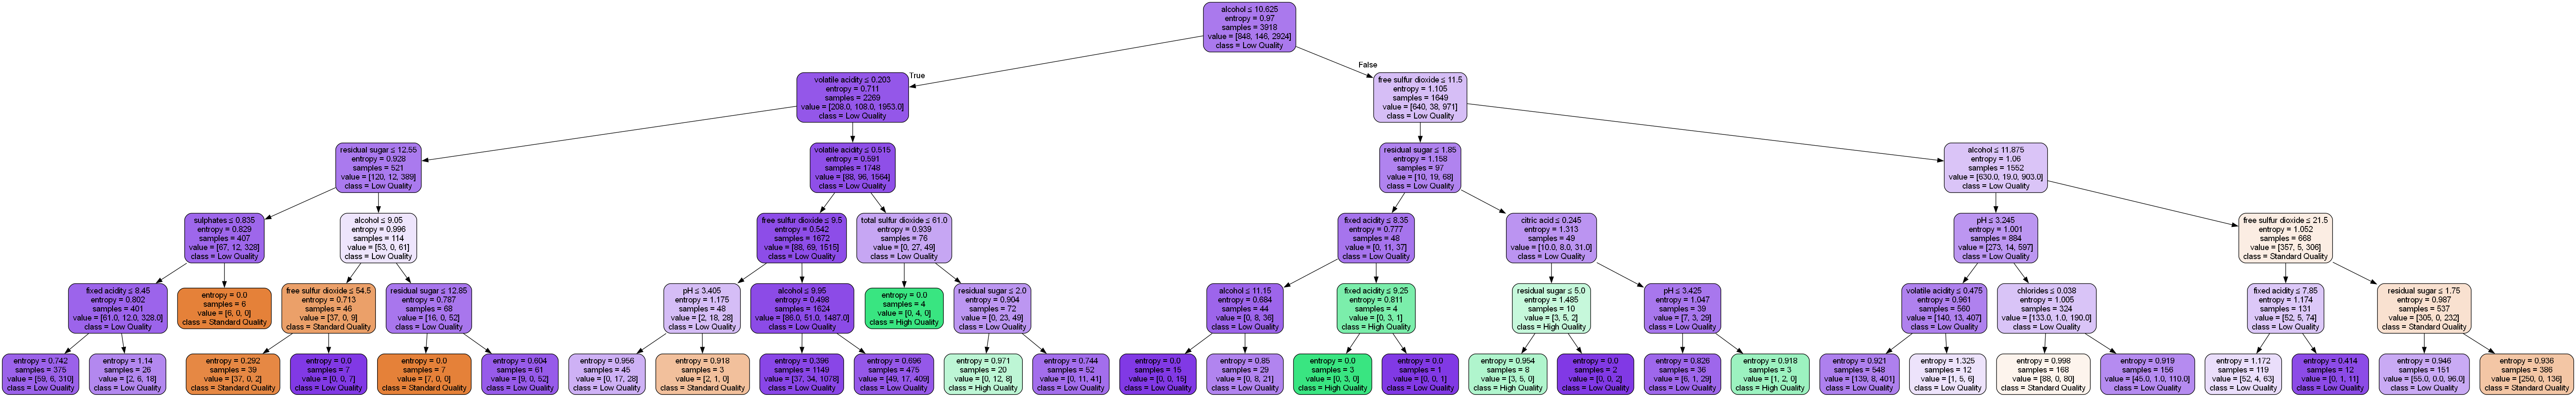 alcohol ≤ 10.625
entropy = 0.97
samples = 3918
value = [848, 146, 2924]
class = Low Quality
True
False
volatile acidity ≤ 0.203
entropy = 0.711
samples = 2269
value = [208.0, 108.0, 1953.0]
class = Low Quality
free sulfur dioxide ≤ 11.5
entropy = 1.105
samples = 1649
value = [640, 38, 971]
class = Low Quality
residual sugar ≤ 12.55
entropy = 0.928
samples = 521
value = [120, 12, 389]
class = Low Quality
volatile acidity ≤ 0.515
entropy = 0.591
samples = 1748
value = [88, 96, 1564]
class = Low Quality
residual sugar ≤ 1.85
entropy = 1.158
samples = 97
value = [10, 19, 68]
class = Low Quality
alcohol ≤ 11.875
entropy = 1.06
samples = 1552
value = [630.0, 19.0, 903.0]
class = Low Quality
sulphates ≤ 0.835
entropy = 0.829
samples = 407
value = [67, 12, 328]
class = Low Quality
alcohol ≤ 9.05
entropy = 0.996
samples = 114
value = [53, 0, 61]
class = Low Quality
free sulfur dioxide ≤ 9.5
entropy = 0.542
samples = 1672
value = [88, 69, 1515]
class = Low Quality
total sulfur dioxide ≤ 61.0
entropy = 0.939
samples = 76
value = [0, 27, 49]
class = Low Quality
fixed acidity ≤ 8.35
entropy = 0.777
samples = 48
value = [0, 11, 37]
class = Low Quality
citric acid ≤ 0.245
entropy = 1.313
samples = 49
value = [10.0, 8.0, 31.0]
class = Low Quality
pH ≤ 3.245
entropy = 1.001
samples = 884
value = [273, 14, 597]
class = Low Quality
free sulfur dioxide ≤ 21.5
entropy = 1.052
samples = 668
value = [357, 5, 306]
class = Standard Quality
fixed acidity ≤ 8.45
entropy = 0.802
samples = 401
value = [61.0, 12.0, 328.0]
class = Low Quality
entropy = 0.0
samples = 6
value = [6, 0, 0]
class = Standard Quality
free sulfur dioxide ≤ 54.5
entropy = 0.713
samples = 46
value = [37, 0, 9]
class = Standard Quality
residual sugar ≤ 12.85
entropy = 0.787
samples = 68
value = [16, 0, 52]
class = Low Quality
pH ≤ 3.405
entropy = 1.175
samples = 48
value = [2, 18, 28]
class = Low Quality
alcohol ≤ 9.95
entropy = 0.498
samples = 1624
value = [86.0, 51.0, 1487.0]
class = Low Quality
entropy = 0.0
samples = 4
value = [0, 4, 0]
class = High Quality
residual sugar ≤ 2.0
entropy = 0.904
samples = 72
value = [0, 23, 49]
class = Low Quality
alcohol ≤ 11.15
entropy = 0.684
samples = 44
value = [0, 8, 36]
class = Low Quality
fixed acidity ≤ 9.25
entropy = 0.811
samples = 4
value = [0, 3, 1]
class = High Quality
residual sugar ≤ 5.0
entropy = 1.485
samples = 10
value = [3, 5, 2]
class = High Quality
pH ≤ 3.425
entropy = 1.047
samples = 39
value = [7, 3, 29]
class = Low Quality
volatile acidity ≤ 0.475
entropy = 0.961
samples = 560
value = [140, 13, 407]
class = Low Quality
chlorides ≤ 0.038
entropy = 1.005
samples = 324
value = [133.0, 1.0, 190.0]
class = Low Quality
fixed acidity ≤ 7.85
entropy = 1.174
samples = 131
value = [52, 5, 74]
class = Low Quality
residual sugar ≤ 1.75
entropy = 0.987
samples = 537
value = [305, 0, 232]
class = Standard Quality
entropy = 0.742
samples = 375
value = [59, 6, 310]
class = Low Quality
entropy = 1.14
samples = 26
value = [2, 6, 18]
class = Low Quality
entropy = 0.292
samples = 39
value = [37, 0, 2]
class = Standard Quality
entropy = 0.0
samples = 7
value = [0, 0, 7]
class = Low Quality
entropy = 0.0
samples = 7
value = [7, 0, 0]
class = Standard Quality
entropy = 0.604
samples = 61
value = [9, 0, 52]
class = Low Quality
entropy = 0.956
samples = 45
value = [0, 17, 28]
class = Low Quality
entropy = 0.918
samples = 3
value = [2, 1, 0]
class = Standard Quality
entropy = 0.396
samples = 1149
value = [37, 34, 1078]
class = Low Quality
entropy = 0.696
samples = 475
value = [49, 17, 409]
class = Low Quality
entropy = 0.971
samples = 20
value = [0, 12, 8]
class = High Quality
entropy = 0.744
samples = 52
value = [0, 11, 41]
class = Low Quality
entropy = 0.0
samples = 15
value = [0, 0, 15]
class = Low Quality
entropy = 0.85
samples = 29
value = [0, 8, 21]
class = Low Quality
entropy = 0.0
samples = 3
value = [0, 3, 0]
class = High Quality
entropy = 0.0
samples = 1
value = [0, 0, 1]
class = Low Quality
entropy = 0.954
samples = 8
value = [3, 5, 0]
class = High Quality
entropy = 0.0
samples = 2
value = [0, 0, 2]
class = Low Quality
entropy = 0.826
samples = 36
value = [6, 1, 29]
class = Low Quality
entropy = 0.918
samples = 3
value = [1, 2, 0]
class = High Quality
entropy = 0.921
samples = 548
value = [139, 8, 401]
class = Low Quality
entropy = 1.325
samples = 12
value = [1, 5, 6]
class = Low Quality
entropy = 0.998
samples = 168
value = [88, 0, 80]
class = Standard Quality
entropy = 0.919
samples = 156
value = [45.0, 1.0, 110.0]
class = Low Quality
entropy = 1.172
samples = 119
value = [52, 4, 63]
class = Low Quality
entropy = 0.414
samples = 12
value = [0, 1, 11]
class = Low Quality
entropy = 0.946
samples = 151
value = [55.0, 0.0, 96.0]
class = Low Quality
entropy = 0.936
samples = 386
value = [250, 0, 136]
class = Standard Quality